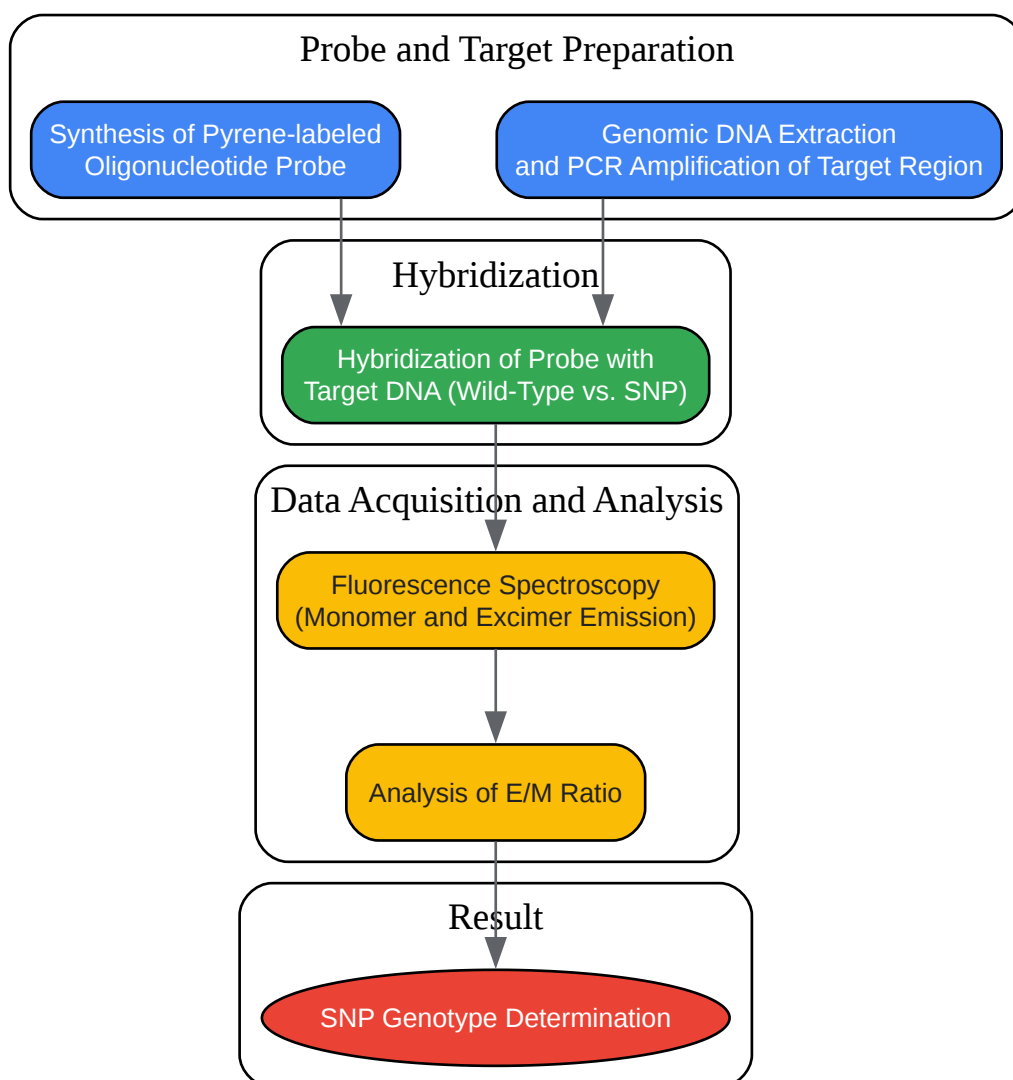 Probe and Target Preparation
Synthesis of Pyrene-labeled
Oligonucleotide Probe
Genomic DNA Extraction
and PCR Amplification of Target Region
Hybridization
Hybridization of Probe with
Target DNA (Wild-Type vs. SNP)
Data Acquisition and Analysis
Fluorescence Spectroscopy
(Monomer and Excimer Emission)
Analysis of E/M Ratio
Result
SNP Genotype Determination